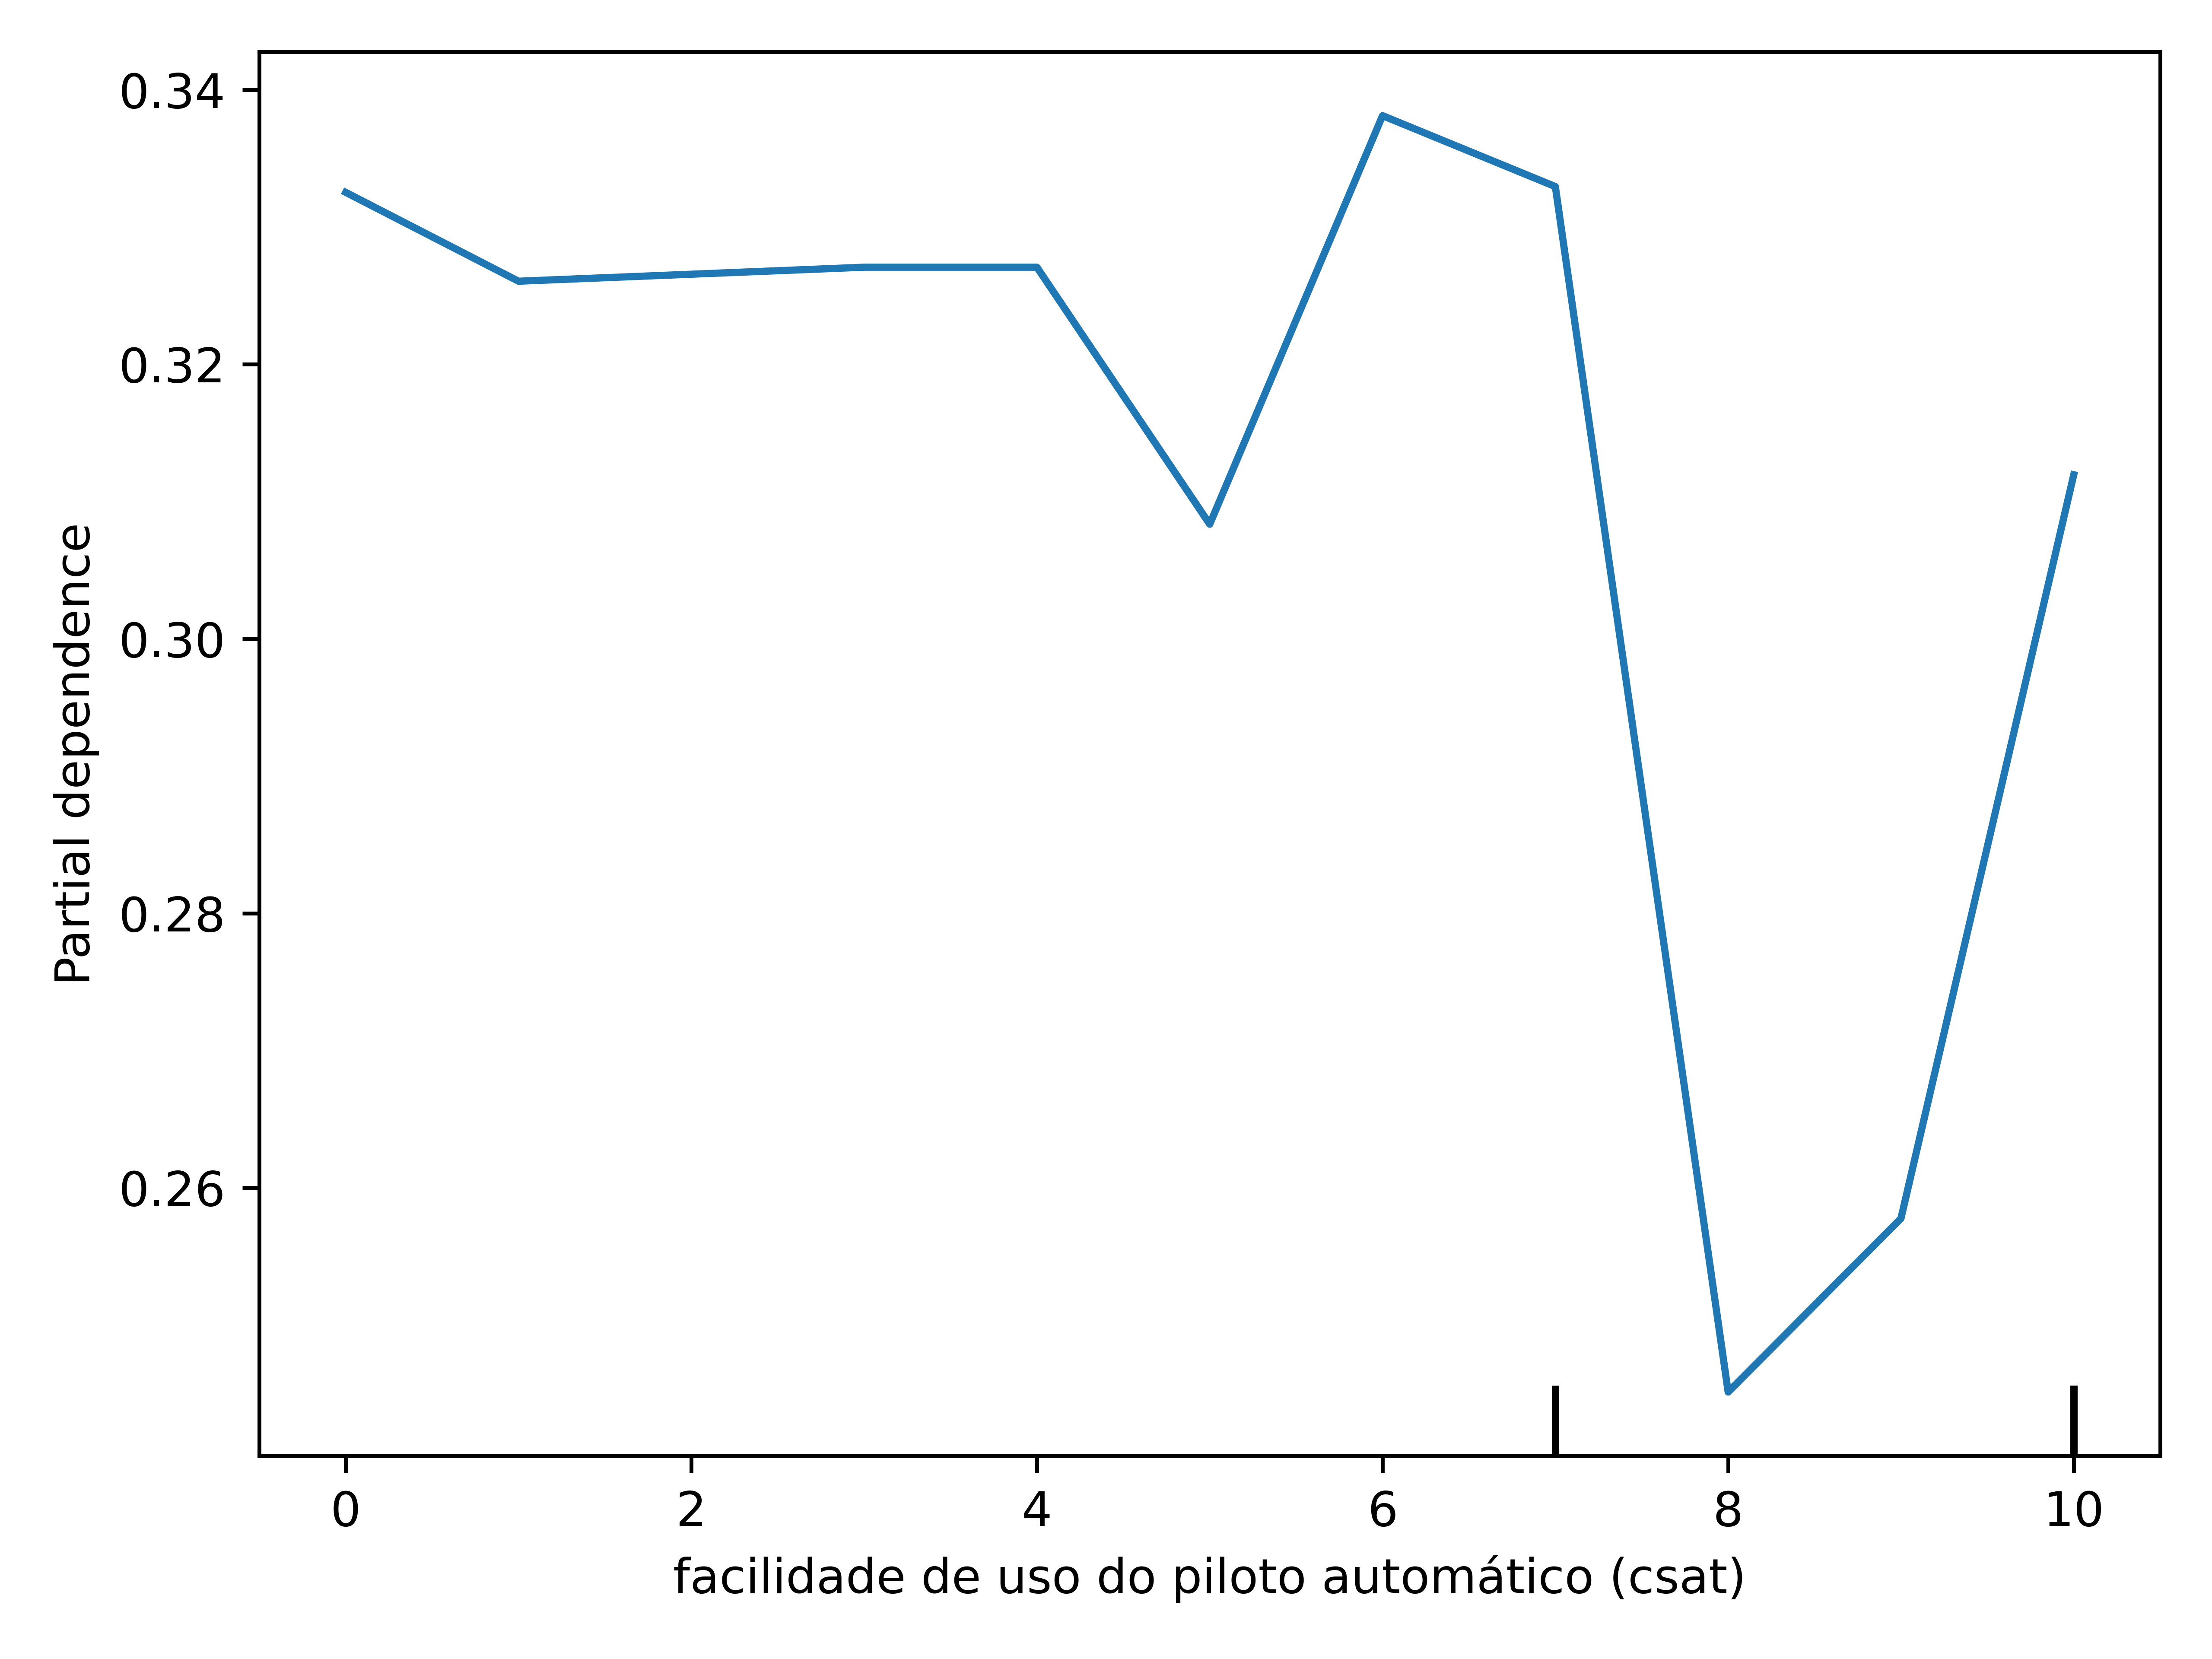 Partial dependence
0.34
0.32
0.30
0.28
0.26
0 2 4 6 8 10
facilidade de uso do piloto automático (csat)